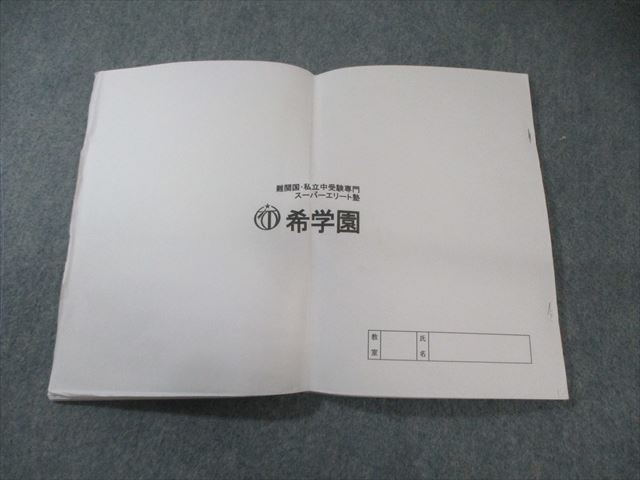 難関国・私立中受験専門
スーパーエリート塾
希学園
教室
氏名